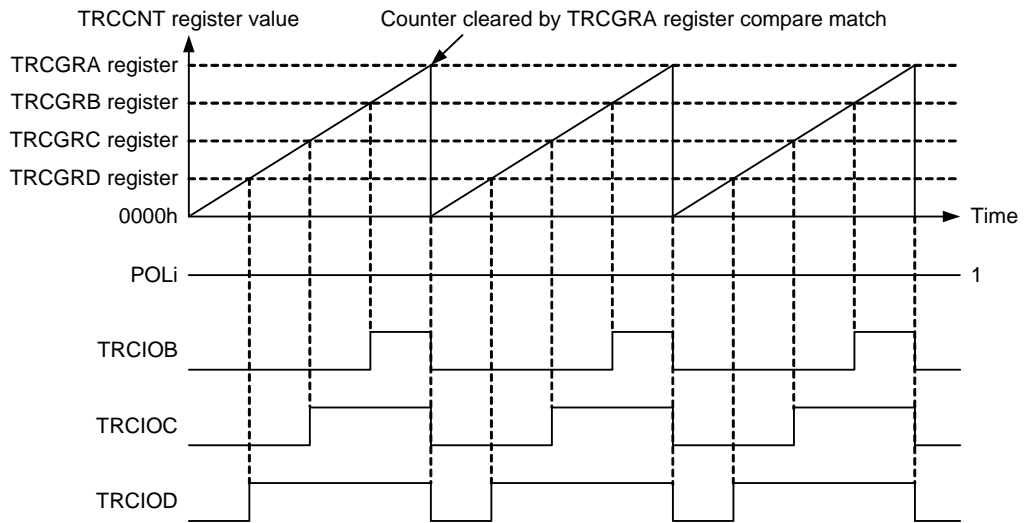 TRCCNT register value
Counter cleared by TRCGRA register compare match
TRCGRA register
TRCGRB register
TRCGRC register
TRCGRD register
0000h
Time
POLi
1
TRCIOB
TRCIOC
TRCIOD